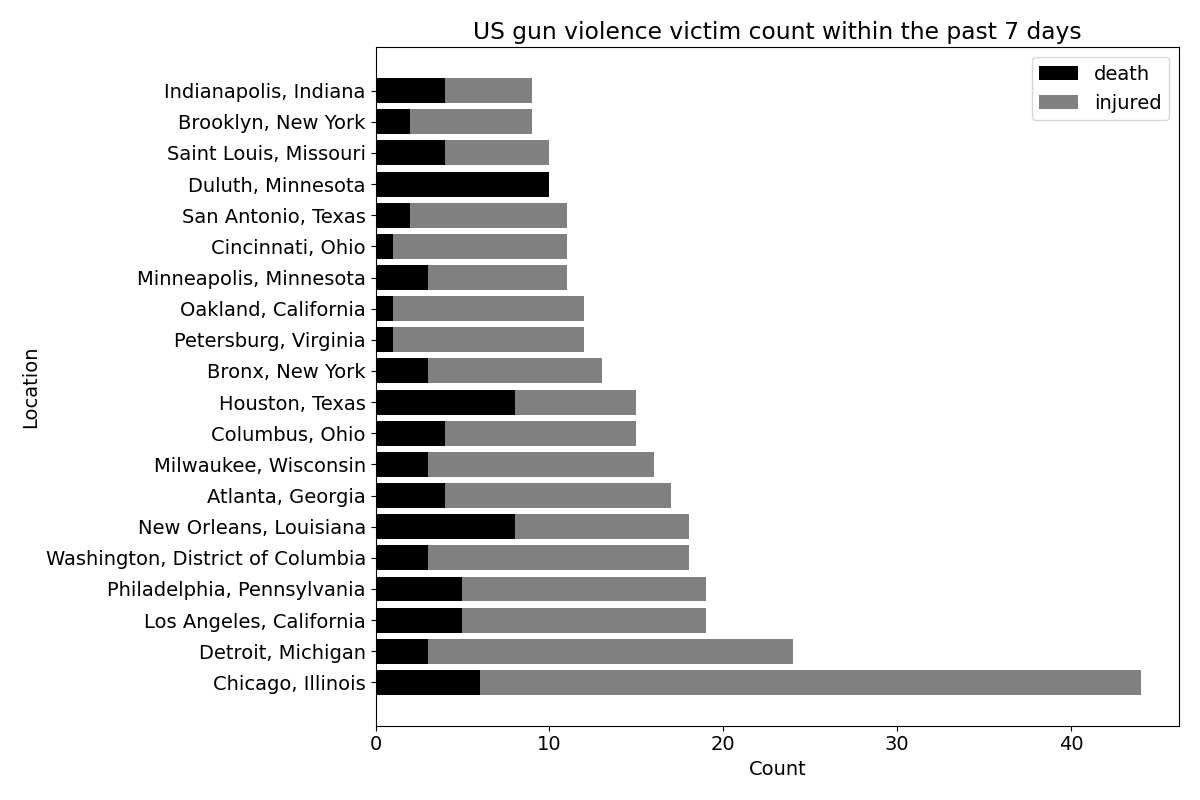 US gun violence victim count within the past 7 days
death
injured
Indianapolis, Indiana
Brooklyn, New York
Saint Louis, Missouri
Duluth, Minnesota
San Antonio, Texas
Cincinnati, Ohio
Minneapolis, Minnesota
Oakland, California
Petersburg, Virginia
Bronx, New York
Houston, Texas
Columbus, Ohio
Milwaukee, Wisconsin
Atlanta, Georgia
New Orleans, Louisiana
Washington, District of Columbia
Philadelphia, Pennsylvania
Los Angeles, California
Detroit, Michigan
Chicago, Illinois
Location
0 10 20 30 40
Count